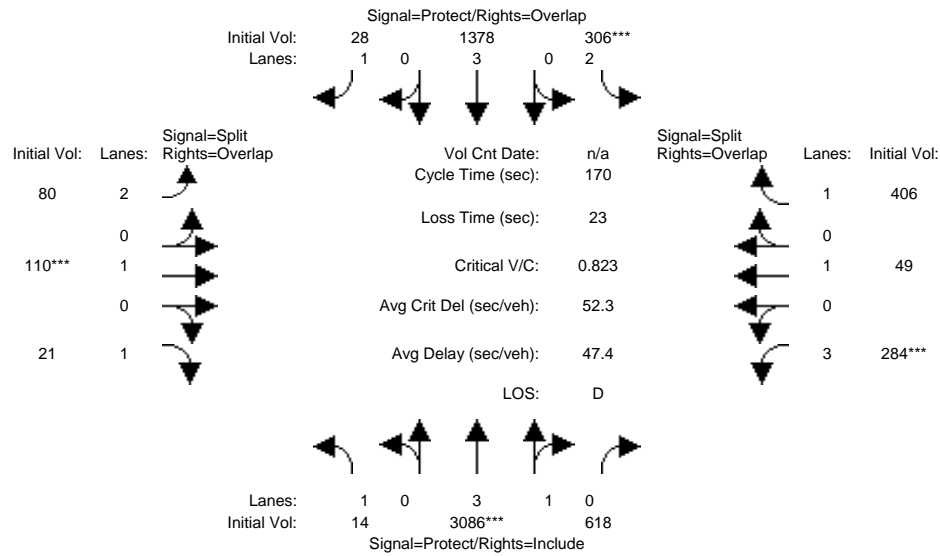 Signal=Protect/Rights=Overlap
Initial Vol: 28 1378 306***
Lanes: 1 0 3 0 2
Signal=Split Signal=Split
Initial Vol: Lanes: Rights=Overlap Vol Cnt Date: n/a Rights=Overlap Lanes: Initial Vol:
Cycle Time (sec): 170
80 2 1 406
Loss Time (sec): 23
0 0
110*** 1 Critical V/C: 0.823 1 49
0 Avg Crit Del (sec/veh): 52.3 0
21 1 Avg Delay (sec/veh): 47.4 3 284***
LOS: D
Lanes: 1 0 3 1 0
Initial Vol: 14 3086*** 618
Signal=Protect/Rights=Include